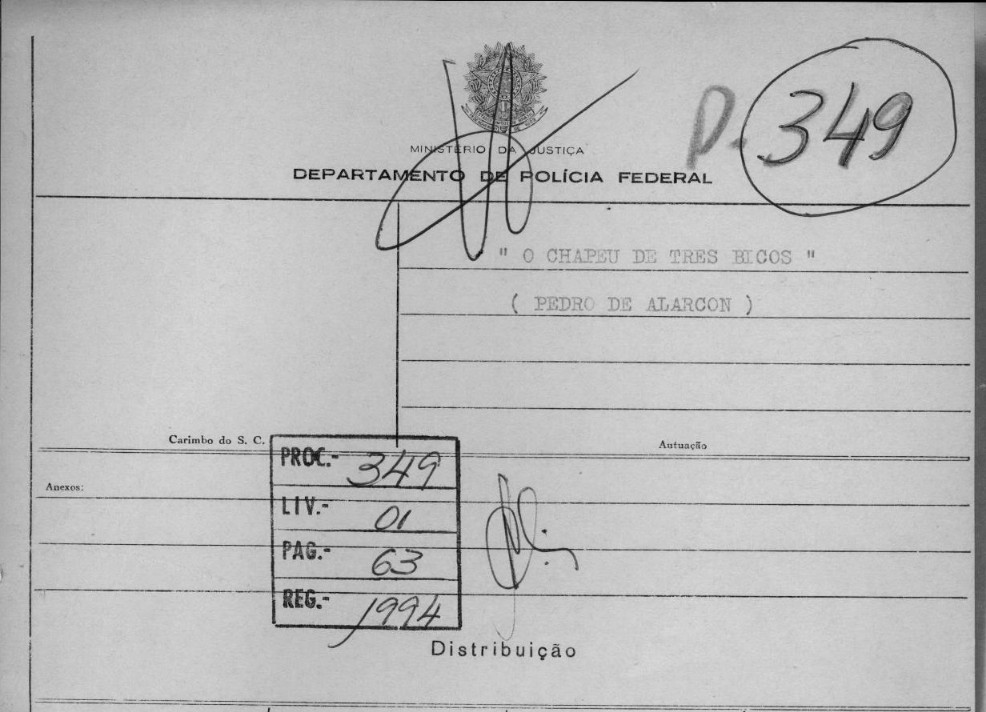 P. 349
MINISTÉRIO DA JUSTIÇA
DEPARTAMENTO DE POLÍCIA FEDERAL
" O CHAPEU DE TRES BICOS "
( PEDRO DE ALARCON )
Carimbo do S. C.
Autuação
Anexos:
PROC.- 349
LIV.- 01
PAG.- 63
REG.- 1994
Distribuição